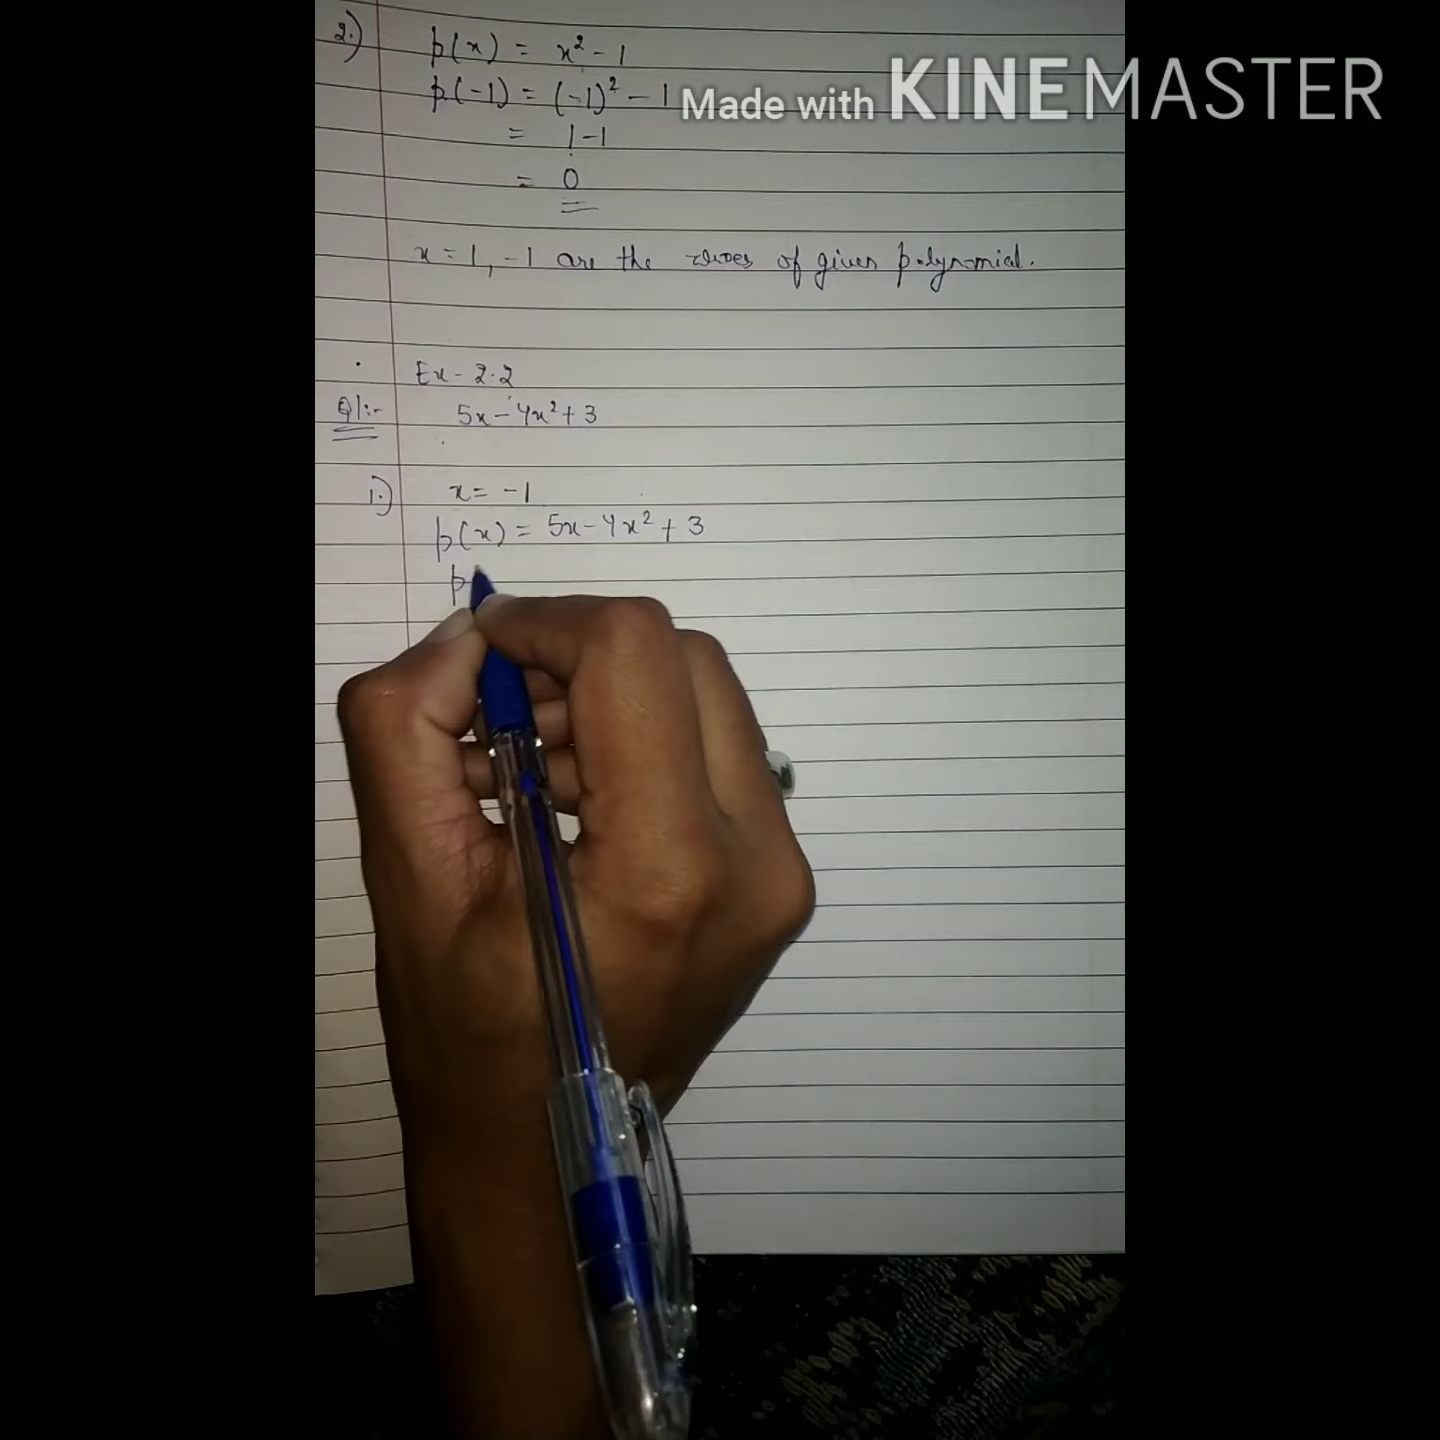 2.) p(x) = x² - 1
p(-1) = (-1)² - 1
= 1 - 1
= 0
Made with KINEMASTER
x = 1, -1 are the zeroes of given polynomial.
Ex - 2.2
Q1:- 5x - 4x² + 3
i.) x = -1
p(x) = 5x - 4x² + 3
p